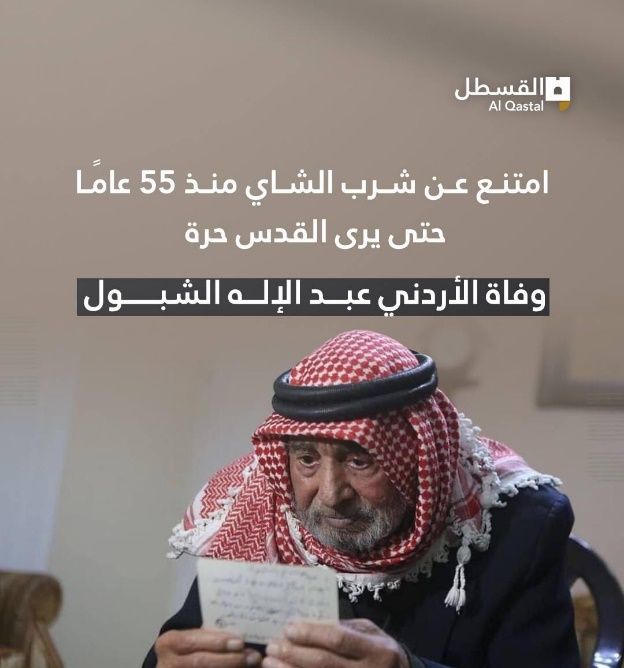 القسطل
Al Qastal
امتنع عن شرب الشاي منذ 55 عامًا
حتى يرى القدس حرة
وفاة الأردني عبد الإله الشبول